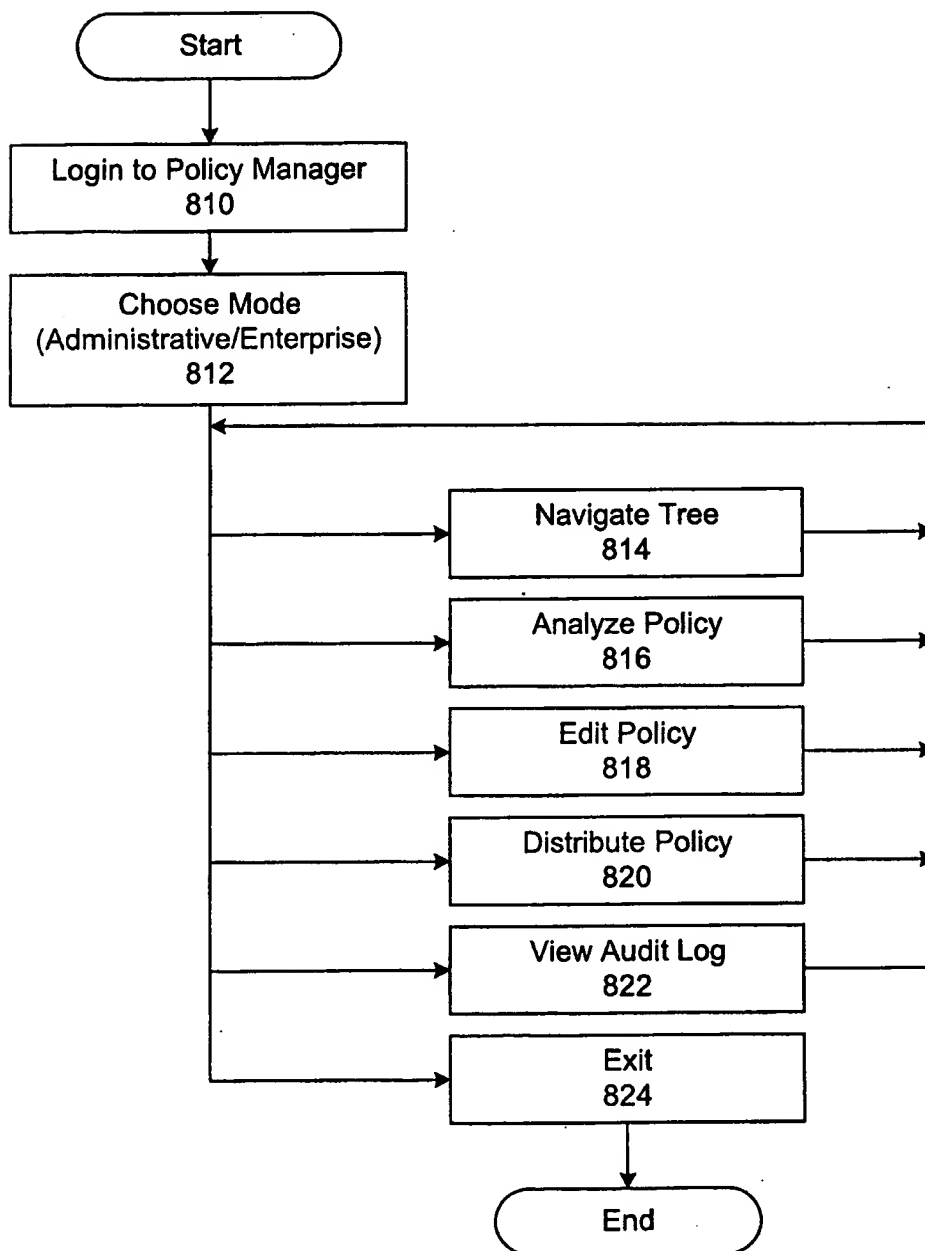 Start
Login to Policy Manager
810
Choose Mode
(Administrative/Enterprise)
812
Navigate Tree
814
Analyze Policy
816
Edit Policy
818
Distribute Policy
820
View Audit Log
822
Exit
824
End